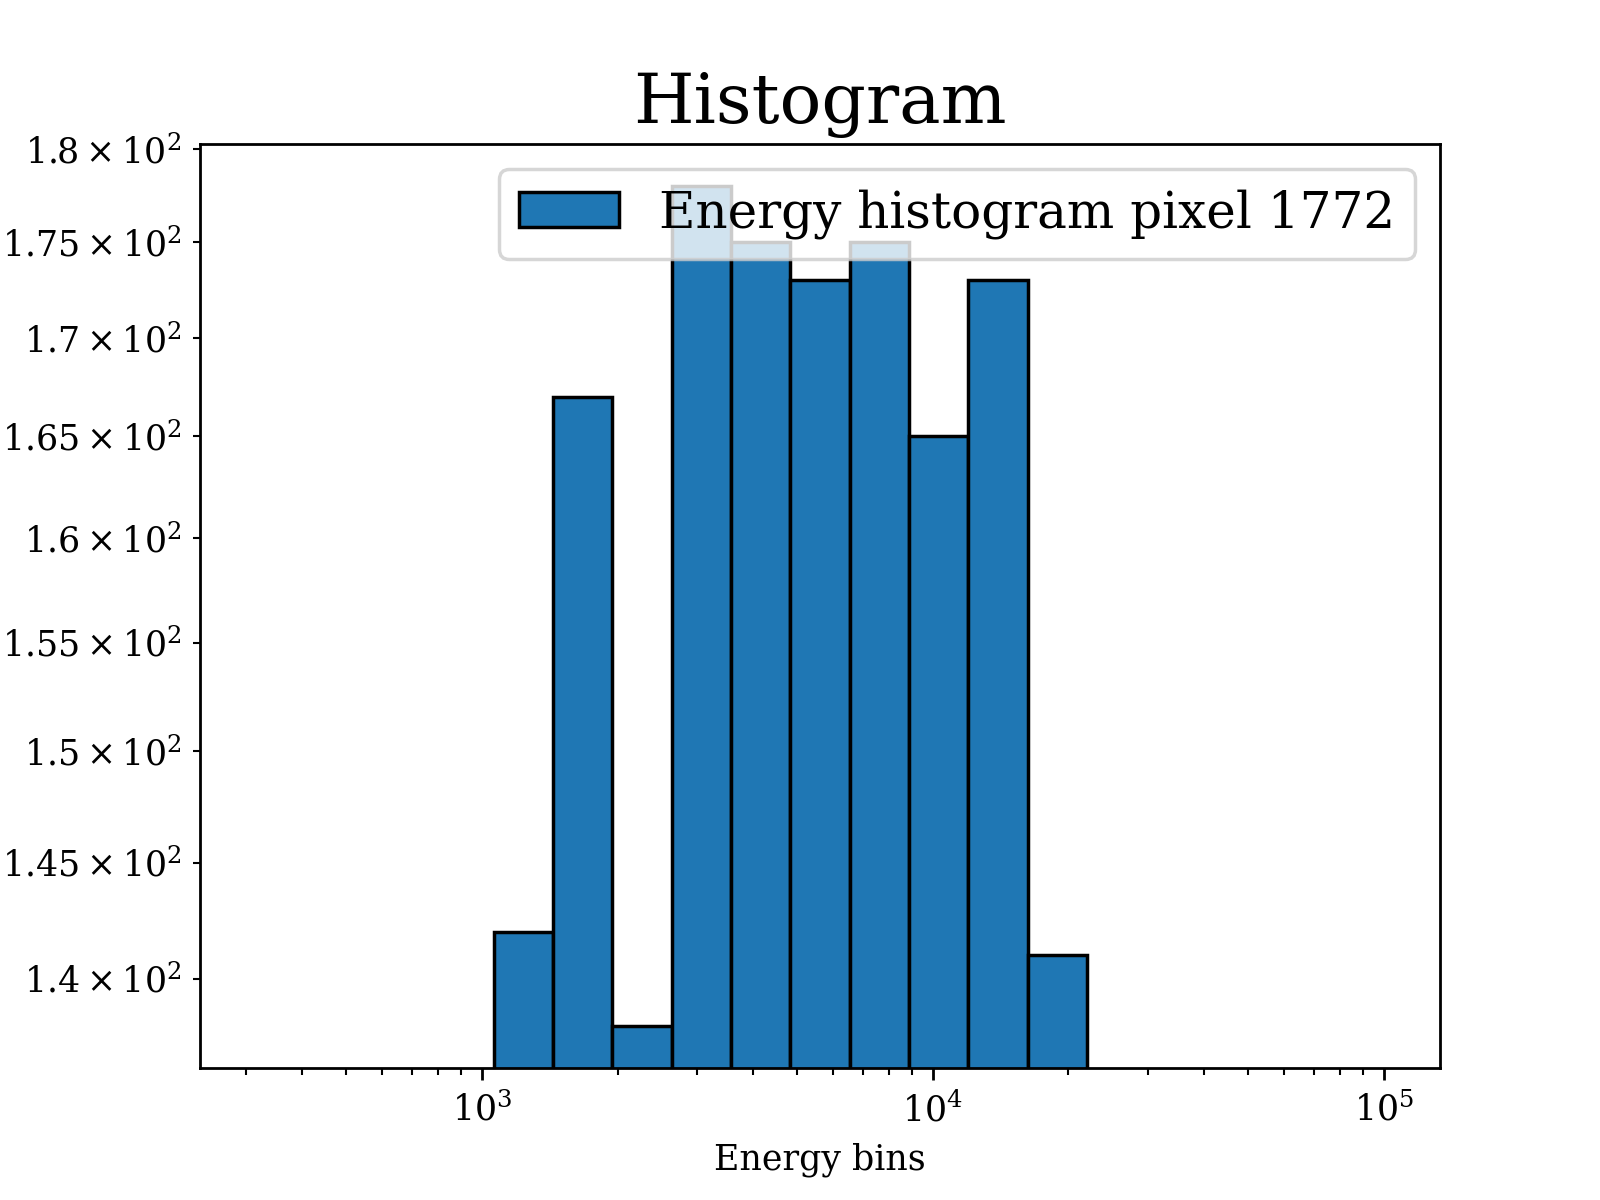 Histogram
Energy histogram pixel 1772
1.8 × 10²
1.75 × 10²
1.7 × 10²
1.65 × 10²
1.6 × 10²
1.55 × 10²
1.5 × 10²
1.45 × 10²
1.4 × 10²
10³ 10⁴ 10⁵
Energy bins